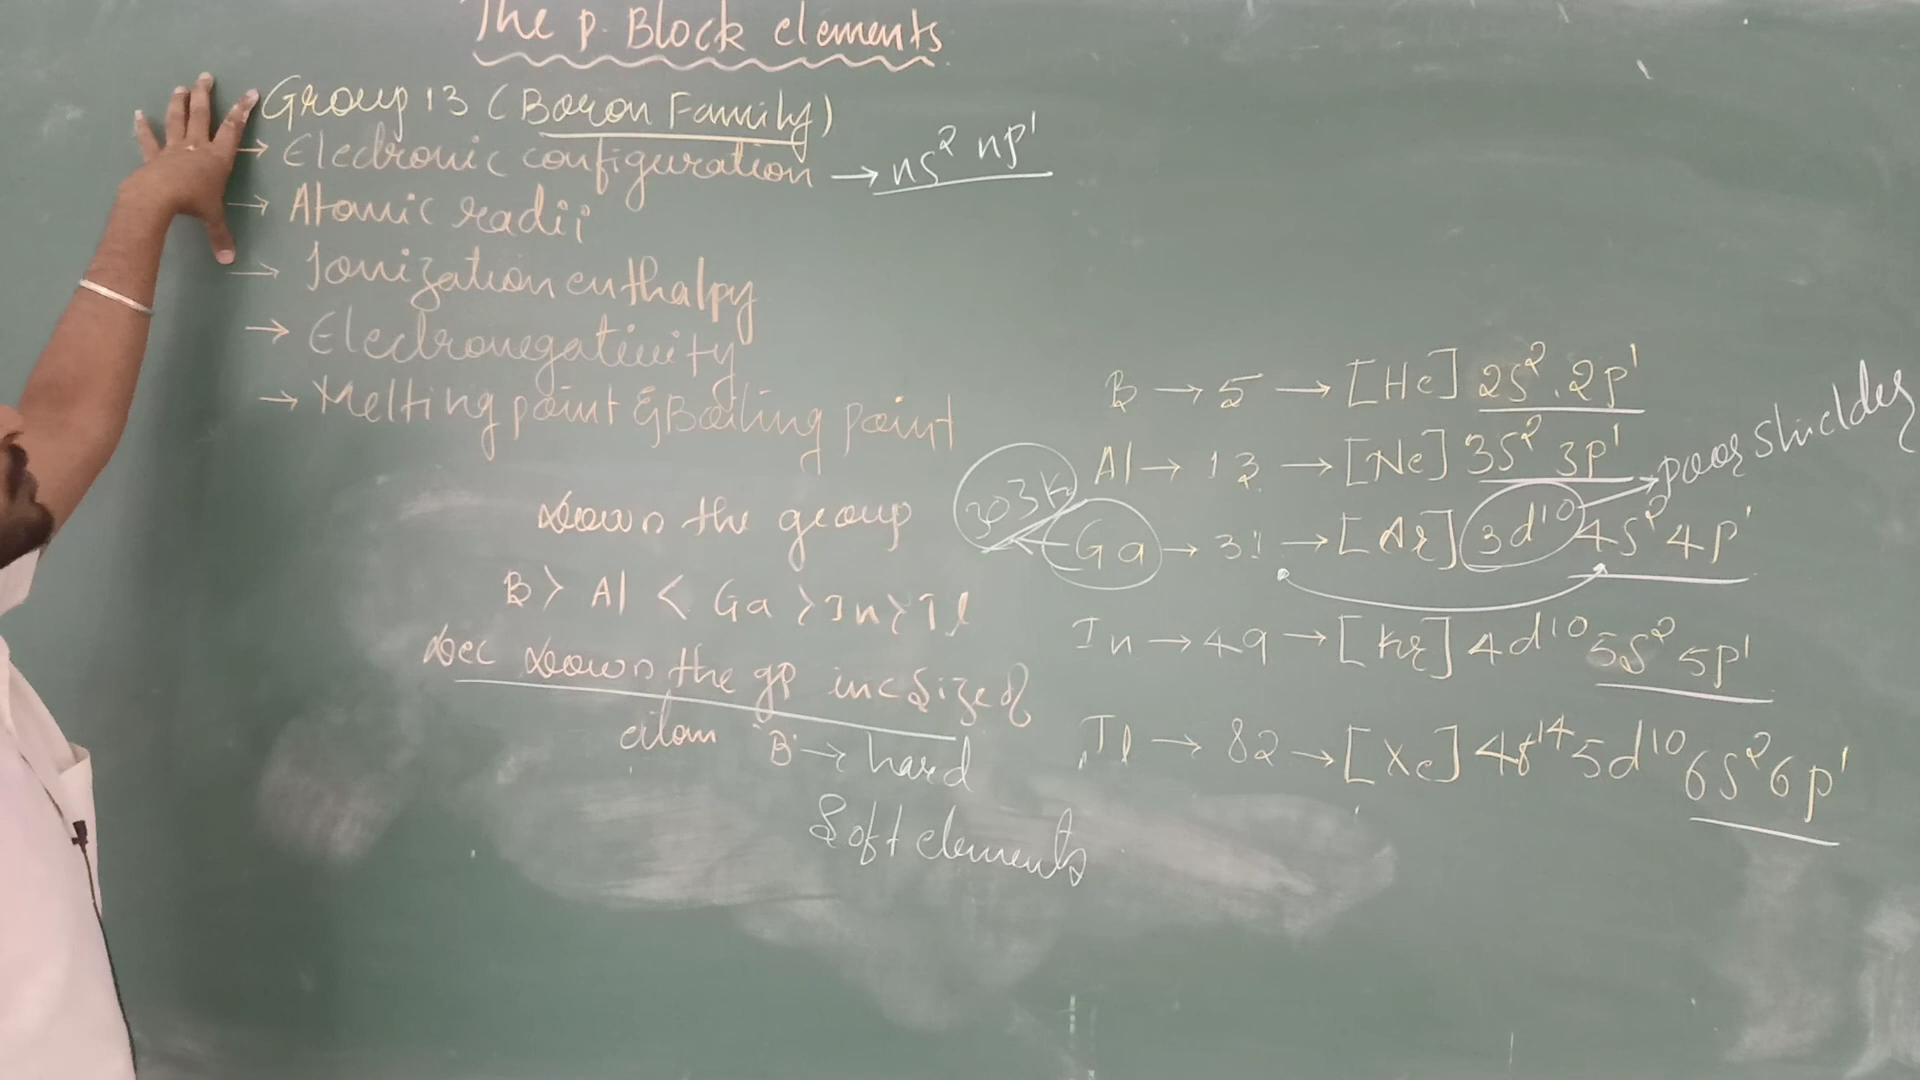 The p-Block elements
Group 13 (Boron Family)
→ Electronic configuration → ns² np¹
→ Atomic radii
→ Ionization enthalpy
→ Electronegativity
→ Melting point & Boiling point
down the group
B > Al < Ga > In > Tl
dec down the gp inc size of
atom B → hard
Soft elements
B → 5 → [He] 2s² 2p¹
Al → 13 → [Ne] 3s² 3p¹
303K ← Ga → 31 → [Ar] 3d¹⁰ 4s² 4p¹ → poor
In → 49 → [Kr] 4d¹⁰ 5s² 5p¹
Tl → 82 → [Xe] 4f¹⁴ 5d¹⁰ 6s² 6p¹